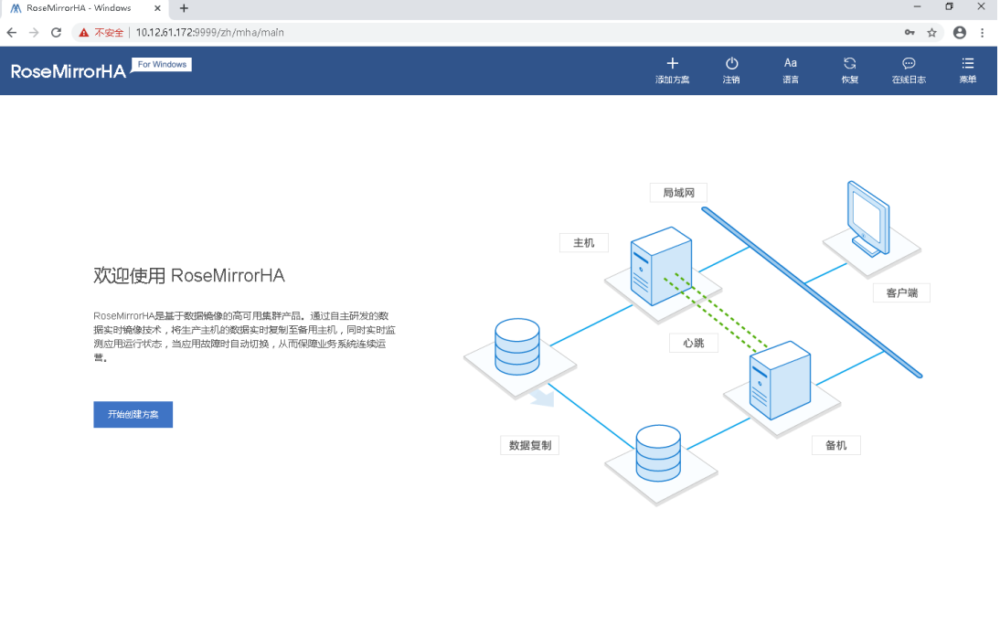 RoseMirrorHA - Windows
不安全 | 10.12.61.172:9999/zh/mha/main
RoseMirrorHA For Windows
添加方案 Aa 注销 语言 恢复 在线日志 菜单
局域网
主机
客户端
欢迎使用 RoseMirrorHA
RoseMirrorHA是基于数据镜像的高可用集群产品。通过自主研发的数
据实时镜像技术，将生产主机的数据实时复制至备用主机，同时实时监
测应用运行状态，当应用故障时自动切换，从而保障业务系统连续运
营。
心跳
开始创建方案
数据复制
备机